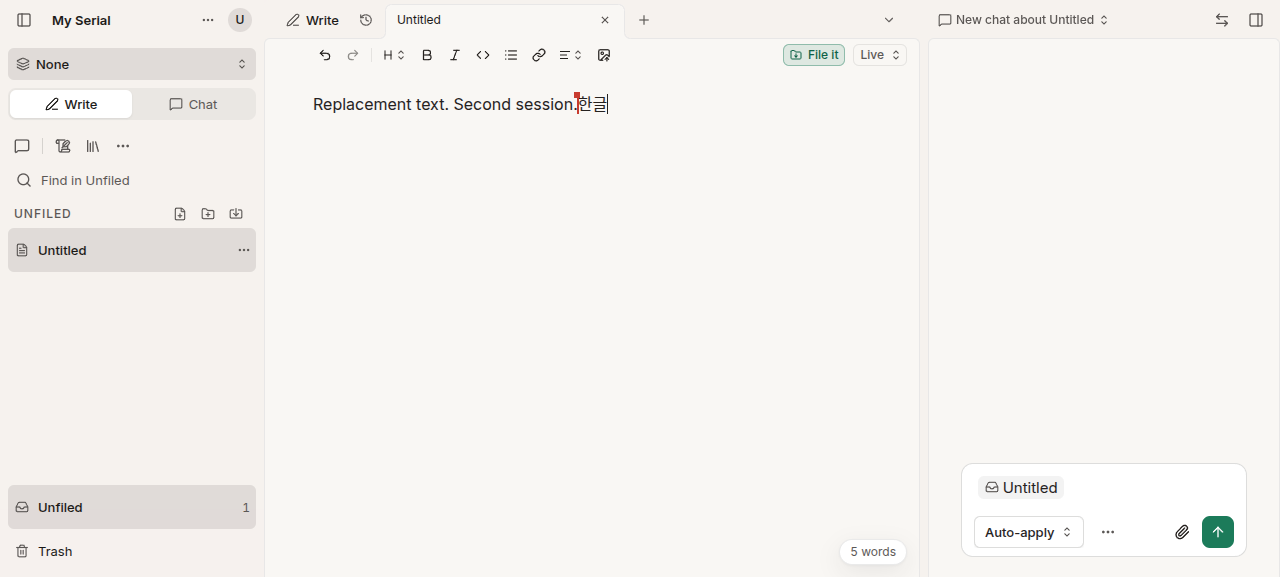 My Serial
U
None
Write
Chat
Find in Unfiled
UNFILED
Untitled
Unfiled
1
Trash
Write
Untitled
H
B
I
File it
Live
Replacement text. Second session.한글
5 words
New chat about Untitled
Untitled
Auto-apply